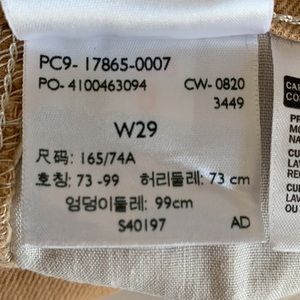 PC9- 17865-0007
PO- 4100463094 CW- 0820
3449
W29
尺码: 165/74A
호칭: 73 -99 허리둘레: 73 cm
엉덩이둘레: 99cm
S40197 AD